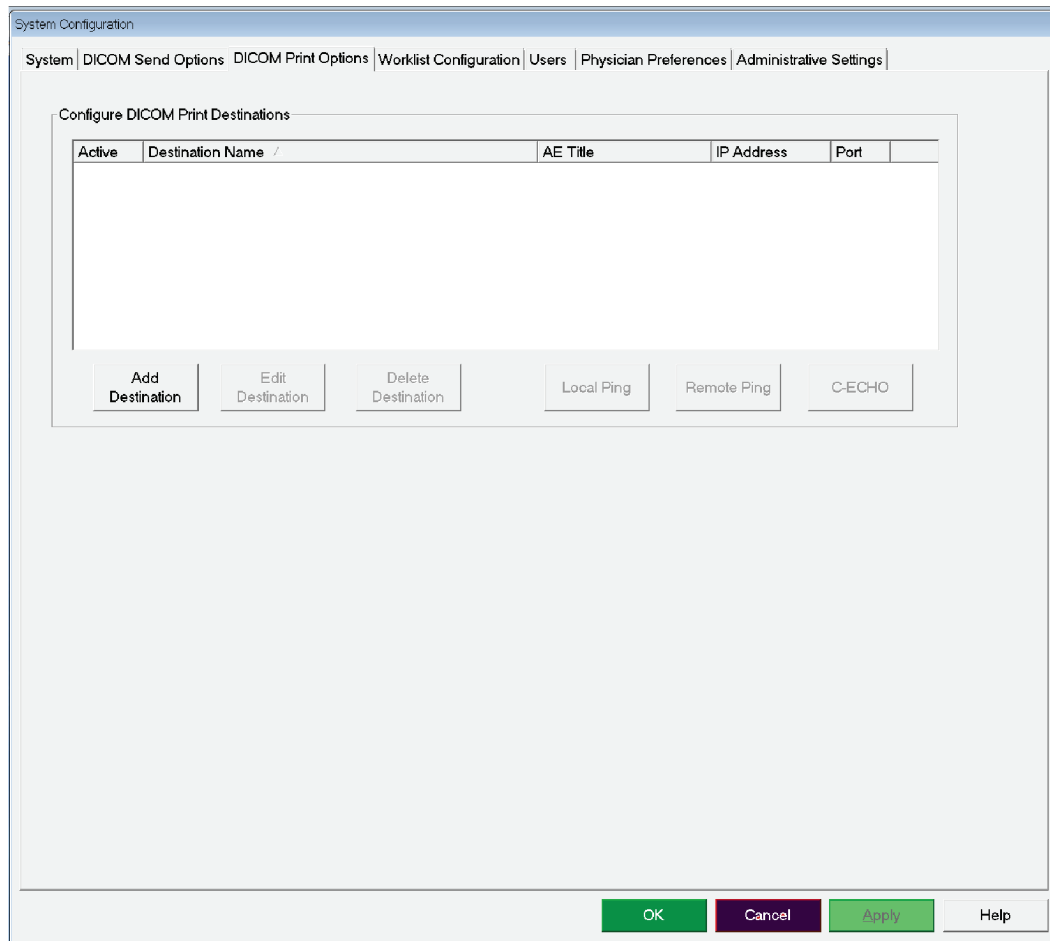 System Configuration
System DICOM Send Options DICOM Print Options Worklist Configuration Users Physician Preferences Administrative Settings
Configure DICOM Print Destinations
Active Destination Name AE Title IP Address Port
Add Destination Edit Destination Delete Destination Local Ping Remote Ping C-ECHO
OK Cancel Apply Help